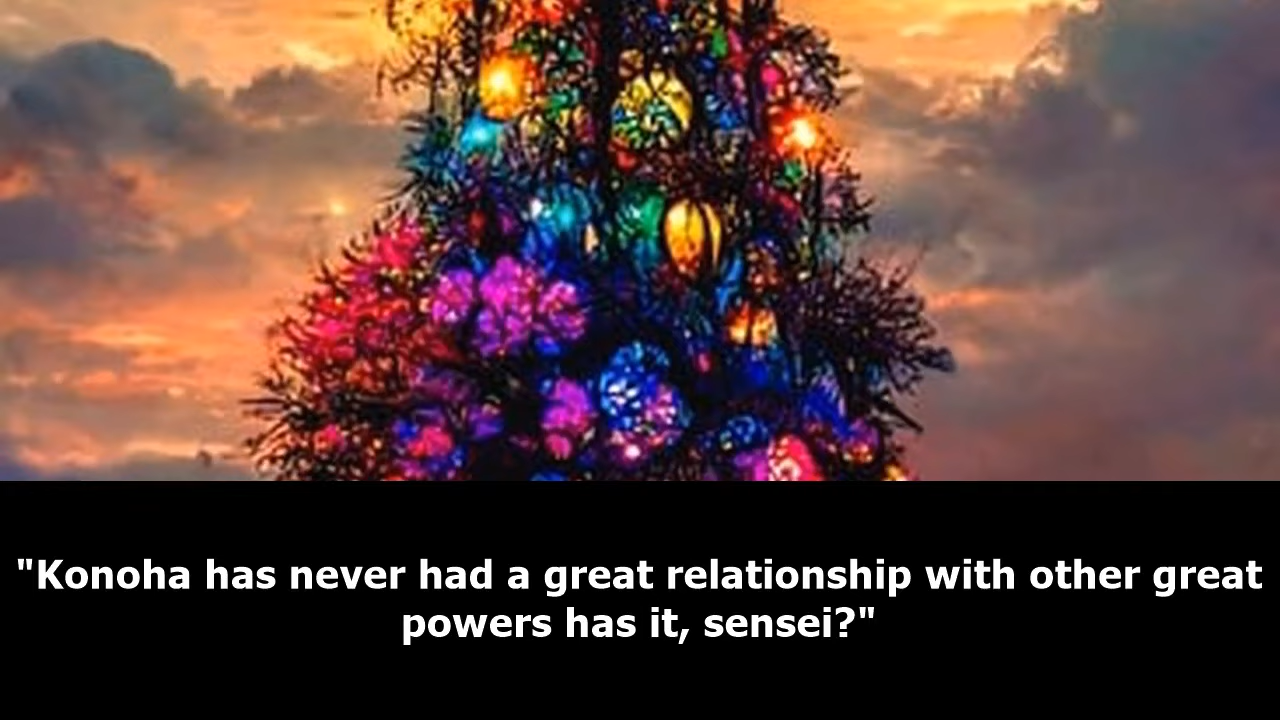 "Konoha has never had a great relationship with other great
powers has it, sensei?"